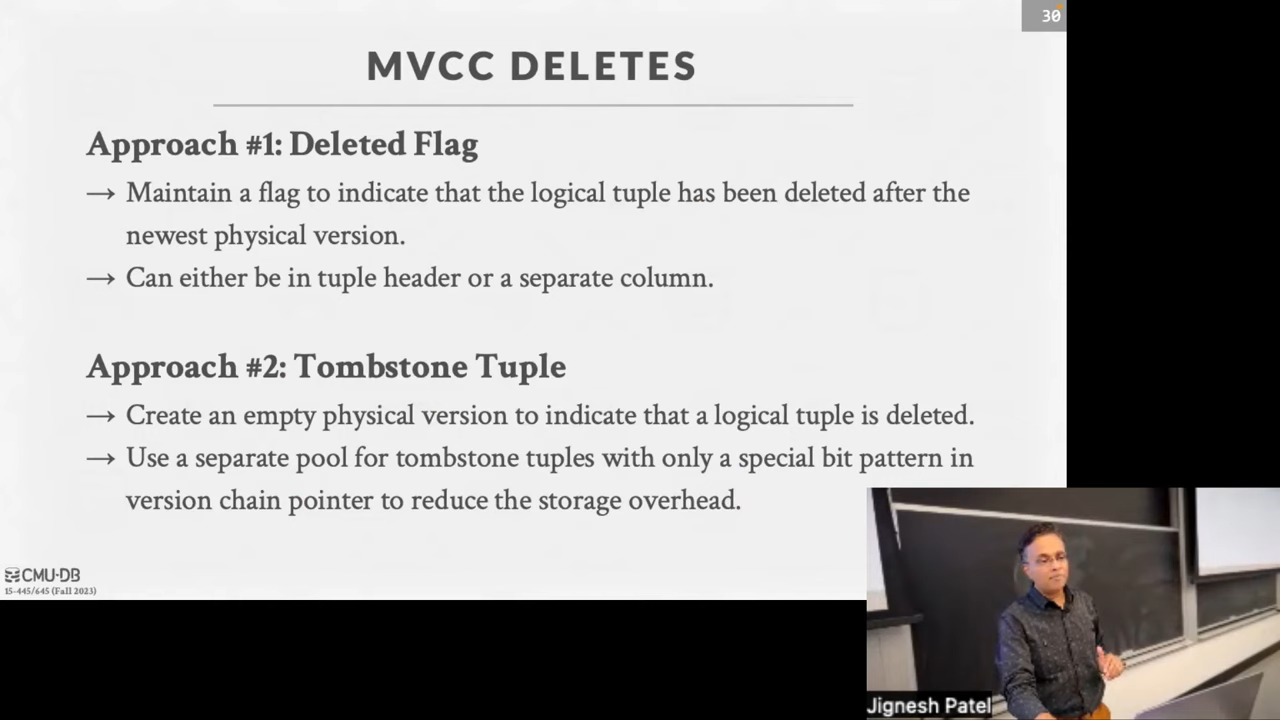 30
MVCC DELETES
Approach #1: Deleted Flag
→ Maintain a flag to indicate that the logical tuple has been deleted after the
newest physical version.
→ Can either be in tuple header or a separate column.
Approach #2: Tombstone Tuple
→ Create an empty physical version to indicate that a logical tuple is deleted.
→ Use a separate pool for tombstone tuples with only a special bit pattern in
version chain pointer to reduce the storage overhead.
CMU·DB
15-445/645 (Fall 2023)
Jignesh Patel